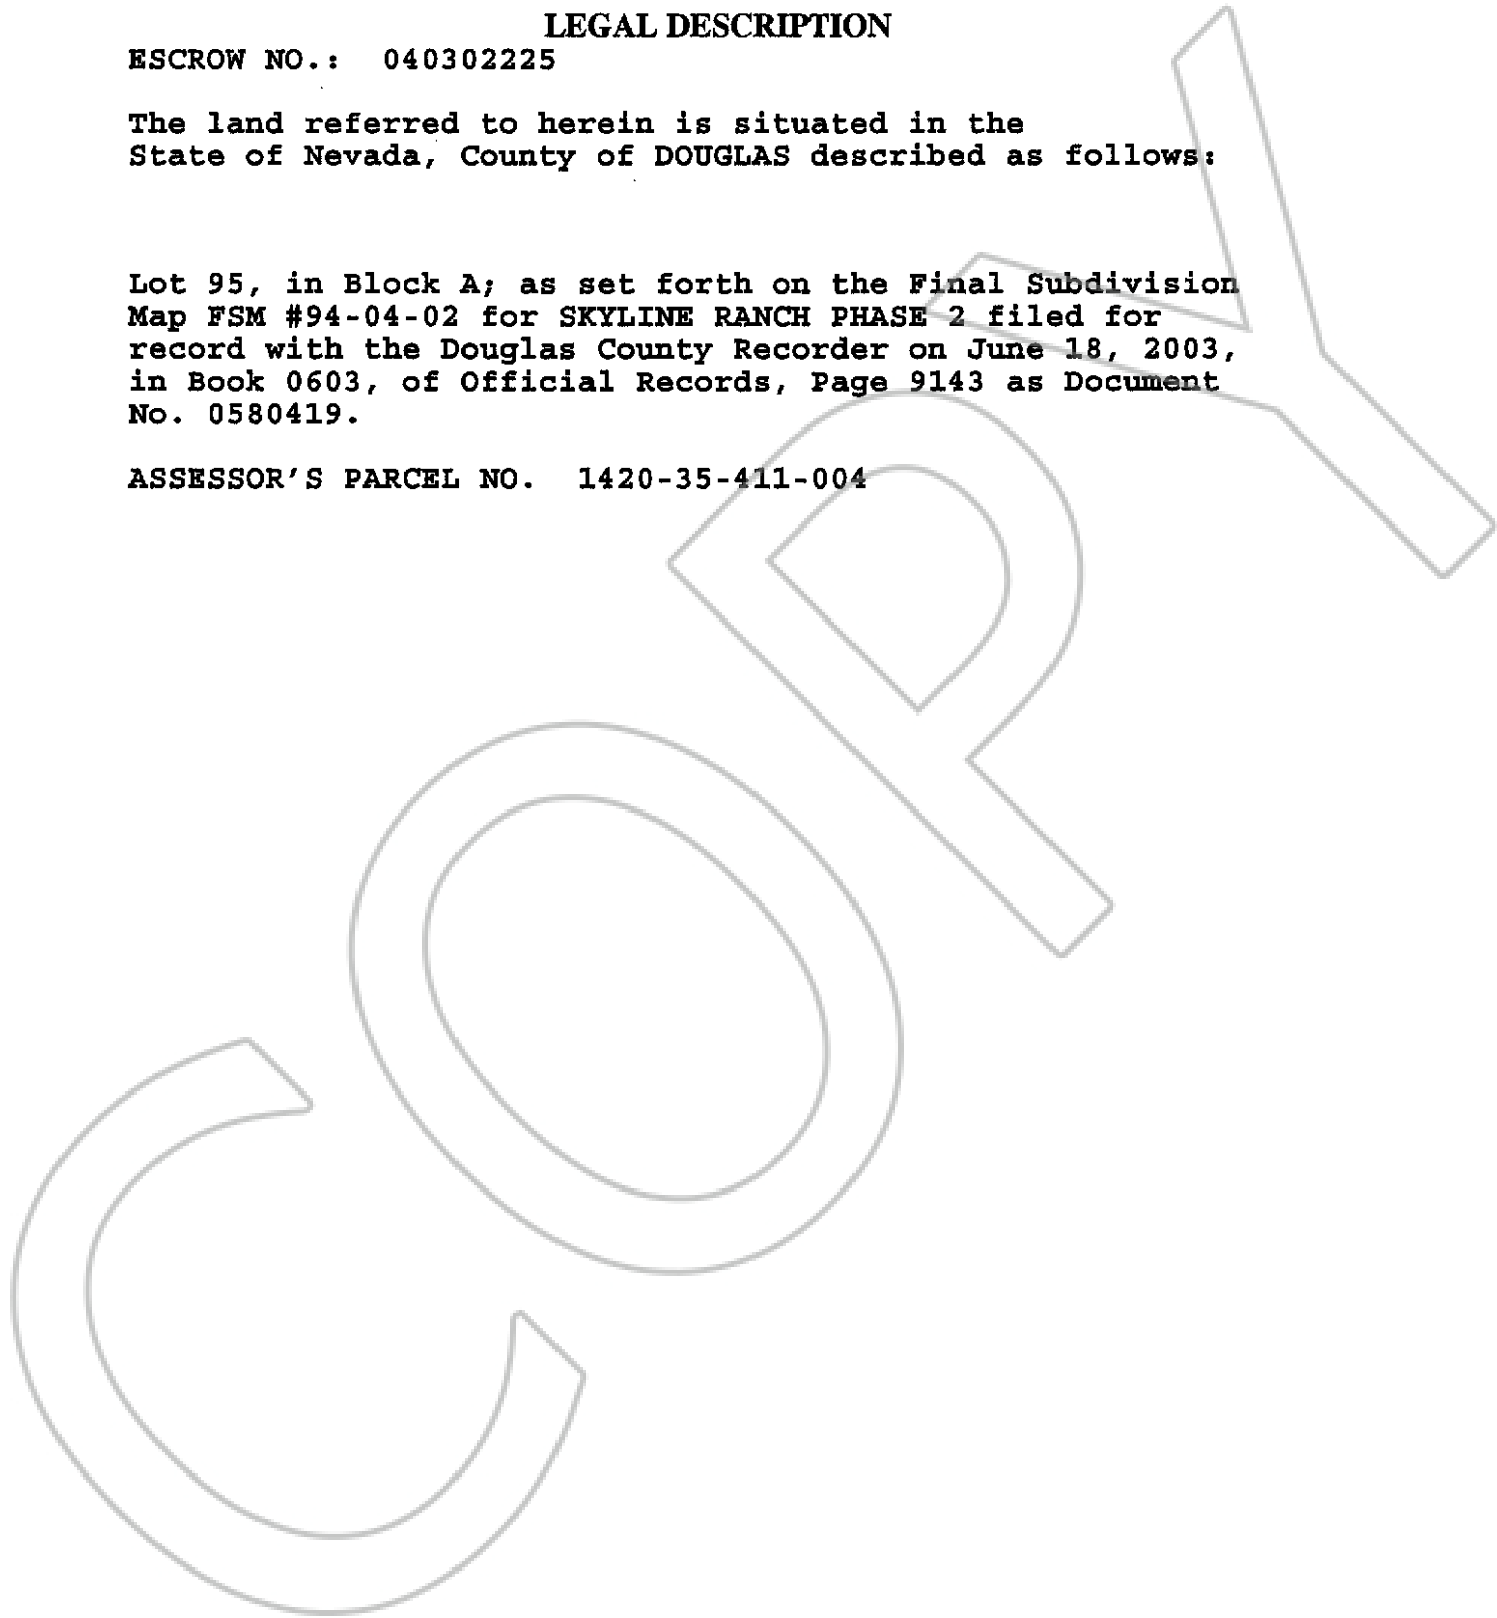 LEGAL DESCRIPTION
ESCROW NO.: 040302225
The land referred to herein is situated in the
State of Nevada, County of DOUGLAS described as follows:
Lot 95, in Block A; as set forth on the Final Subdivision
Map FSM #94-04-02 for SKYLINE RANCH PHASE 2 filed for
record with the Douglas County Recorder on June 18, 2003,
in Book 0603, of Official Records, Page 9143 as Document
No. 0580419.
ASSESSOR'S PARCEL NO. 1420-35-411-004
COPY